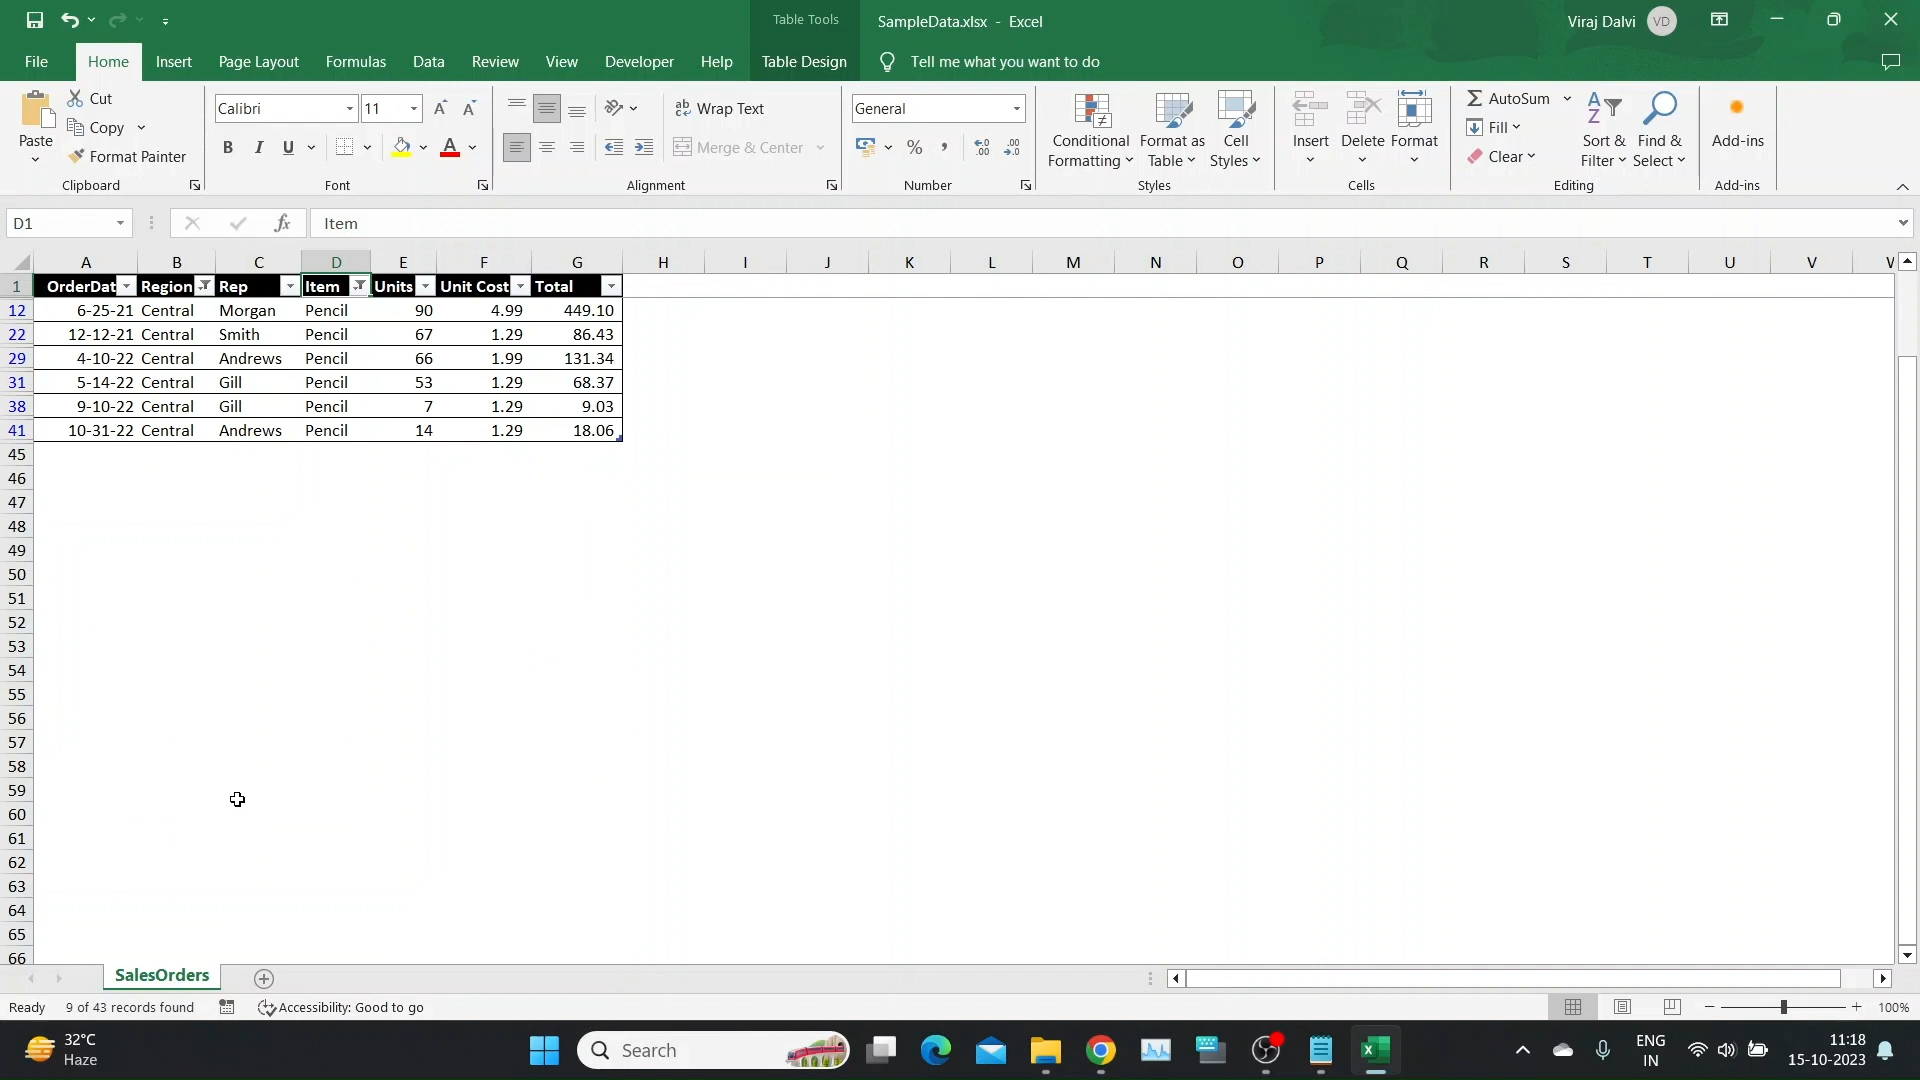 Table Tools
SampleData.xlsx - Excel
Viraj Dalvi VD
File Home Insert Page Layout Formulas Data Review View Developer Help Table Design Tell me what you want to do
Paste
Cut
Copy
Format Painter
Clipboard
Calibri 11
B I U A
Font
ab Wrap Text
Merge & Center
Alignment
General
% ,
Number
Conditional Formatting
Format as Table
Cell Styles
Styles
Insert Delete Format
Cells
AutoSum
Fill
Clear
Sort & Filter
Find & Select
Editing
Add-ins
Add-ins
D1 fx Item
A B C D E F G H I J K L M N O P Q R S T U V
1 OrderDat Region Rep Item Units Unit Cost Total
12 6-25-21 Central Morgan Pencil 90 4.99 449.10
22 12-12-21 Central Smith Pencil 67 1.29 86.43
29 4-10-22 Central Andrews Pencil 66 1.99 131.34
31 5-14-22 Central Gill Pencil 53 1.29 68.37
38 9-10-22 Central Gill Pencil 7 1.29 9.03
41 10-31-22 Central Andrews Pencil 14 1.29 18.06
45
46
47
48
49
50
51
52
53
54
55
56
57
58
59
60
61
62
63
64
65
66
SalesOrders
Ready 9 of 43 records found Accessibility: Good to go 100%
32°C
Haze
Search
ENG
IN
11:18
15-10-2023